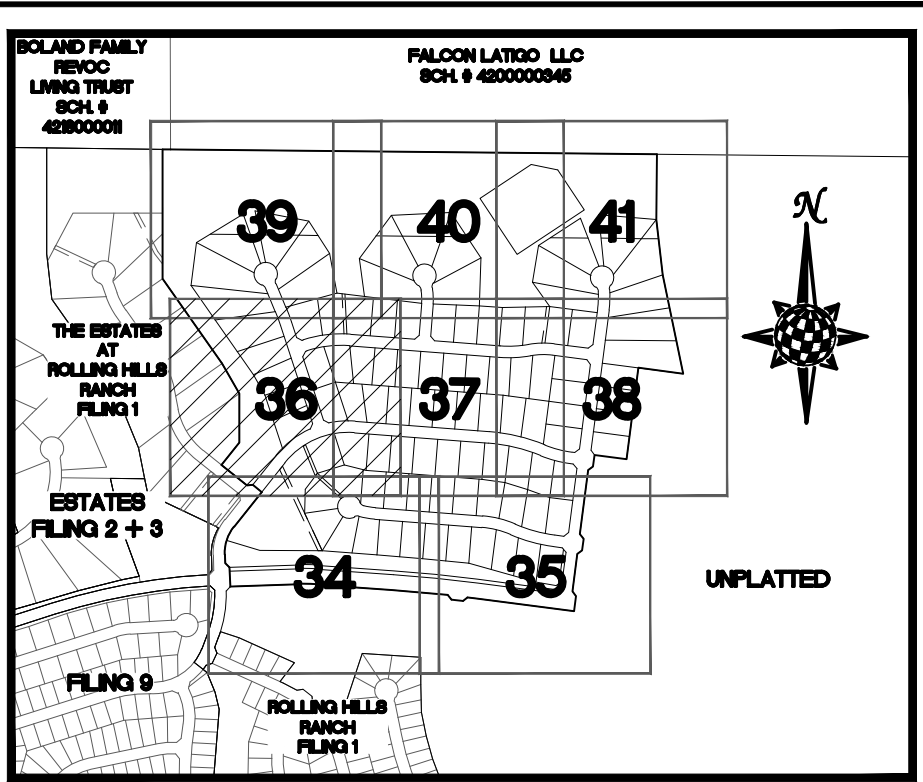 BOLAND FAMILY
REVOC
LIVING TRUST
SCH. #
4218000011
FALCON LATIGO LLC
SCH. # 4200000345
N
39
40
41
THE ESTATES
AT
ROLLING HILLS
RANCH
FILING 1
36
37
38
ESTATES
FILING 2 + 3
34
35
UNPLATTED
FILING 9
ROLLING HILLS
RANCH
FILING 1